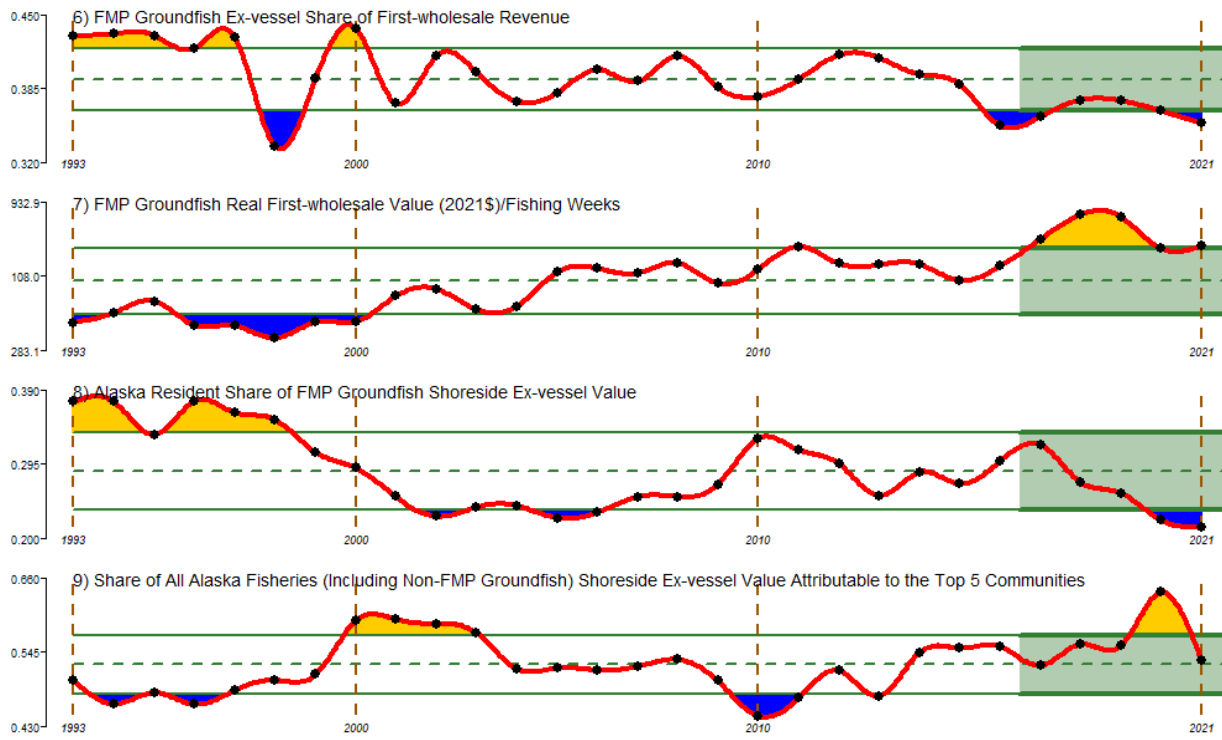 0.450
6) FMP Groundfish Ex-vessel Share of First-wholesale Revenue
0.385
0.320
1993 2000 2010 2021
932.9
7) FMP Groundfish Real First-wholesale Value (2021$)/Fishing Weeks
108.0
283.1
1993 2000 2010 2021
0.390
8) Alaska Resident Share of FMP Groundfish Shoreside Ex-vessel Value
0.295
0.200
1993 2000 2010 2021
0.660
9) Share of All Alaska Fisheries (Including Non-FMP Groundfish) Shoreside Ex-vessel Value Attributable to the Top 5 Communities
0.545
0.430
1993 2000 2010 2021